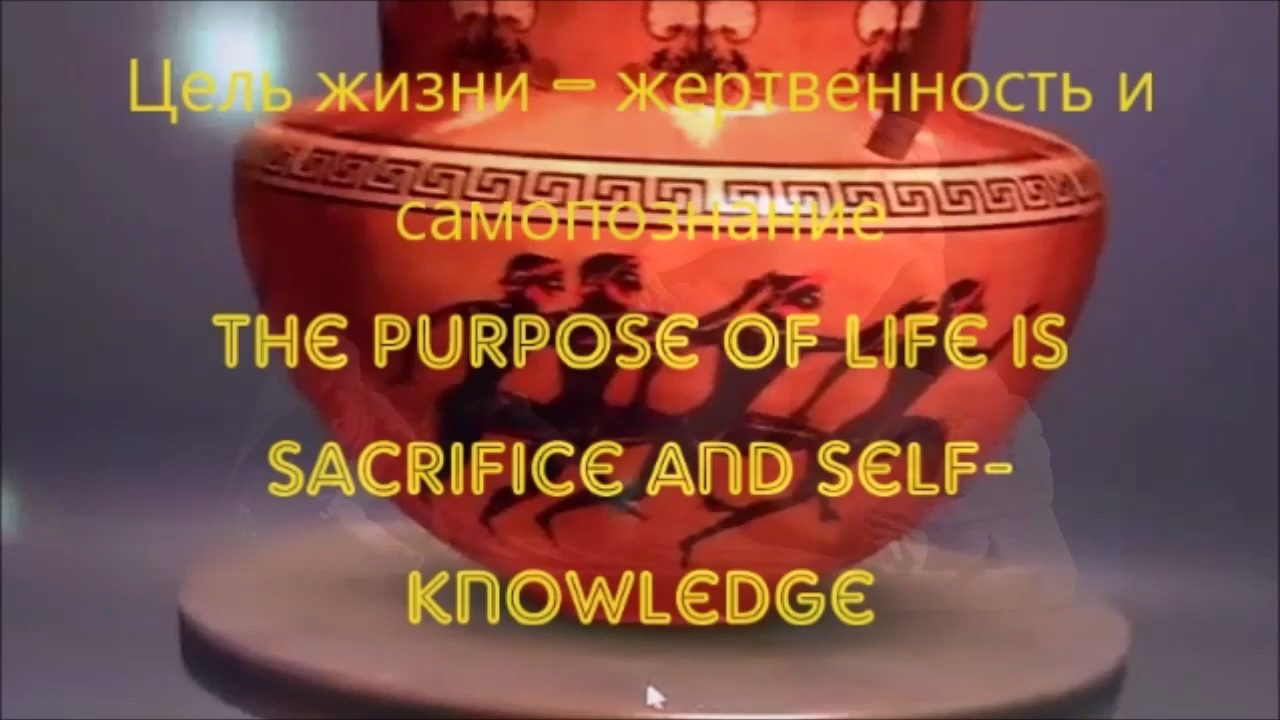 Цель жизни – жертвенность и
самопознание
THE PURPOSE OF LIFE IS
SACRIFICE AND SELF-
KNOWLEDGE